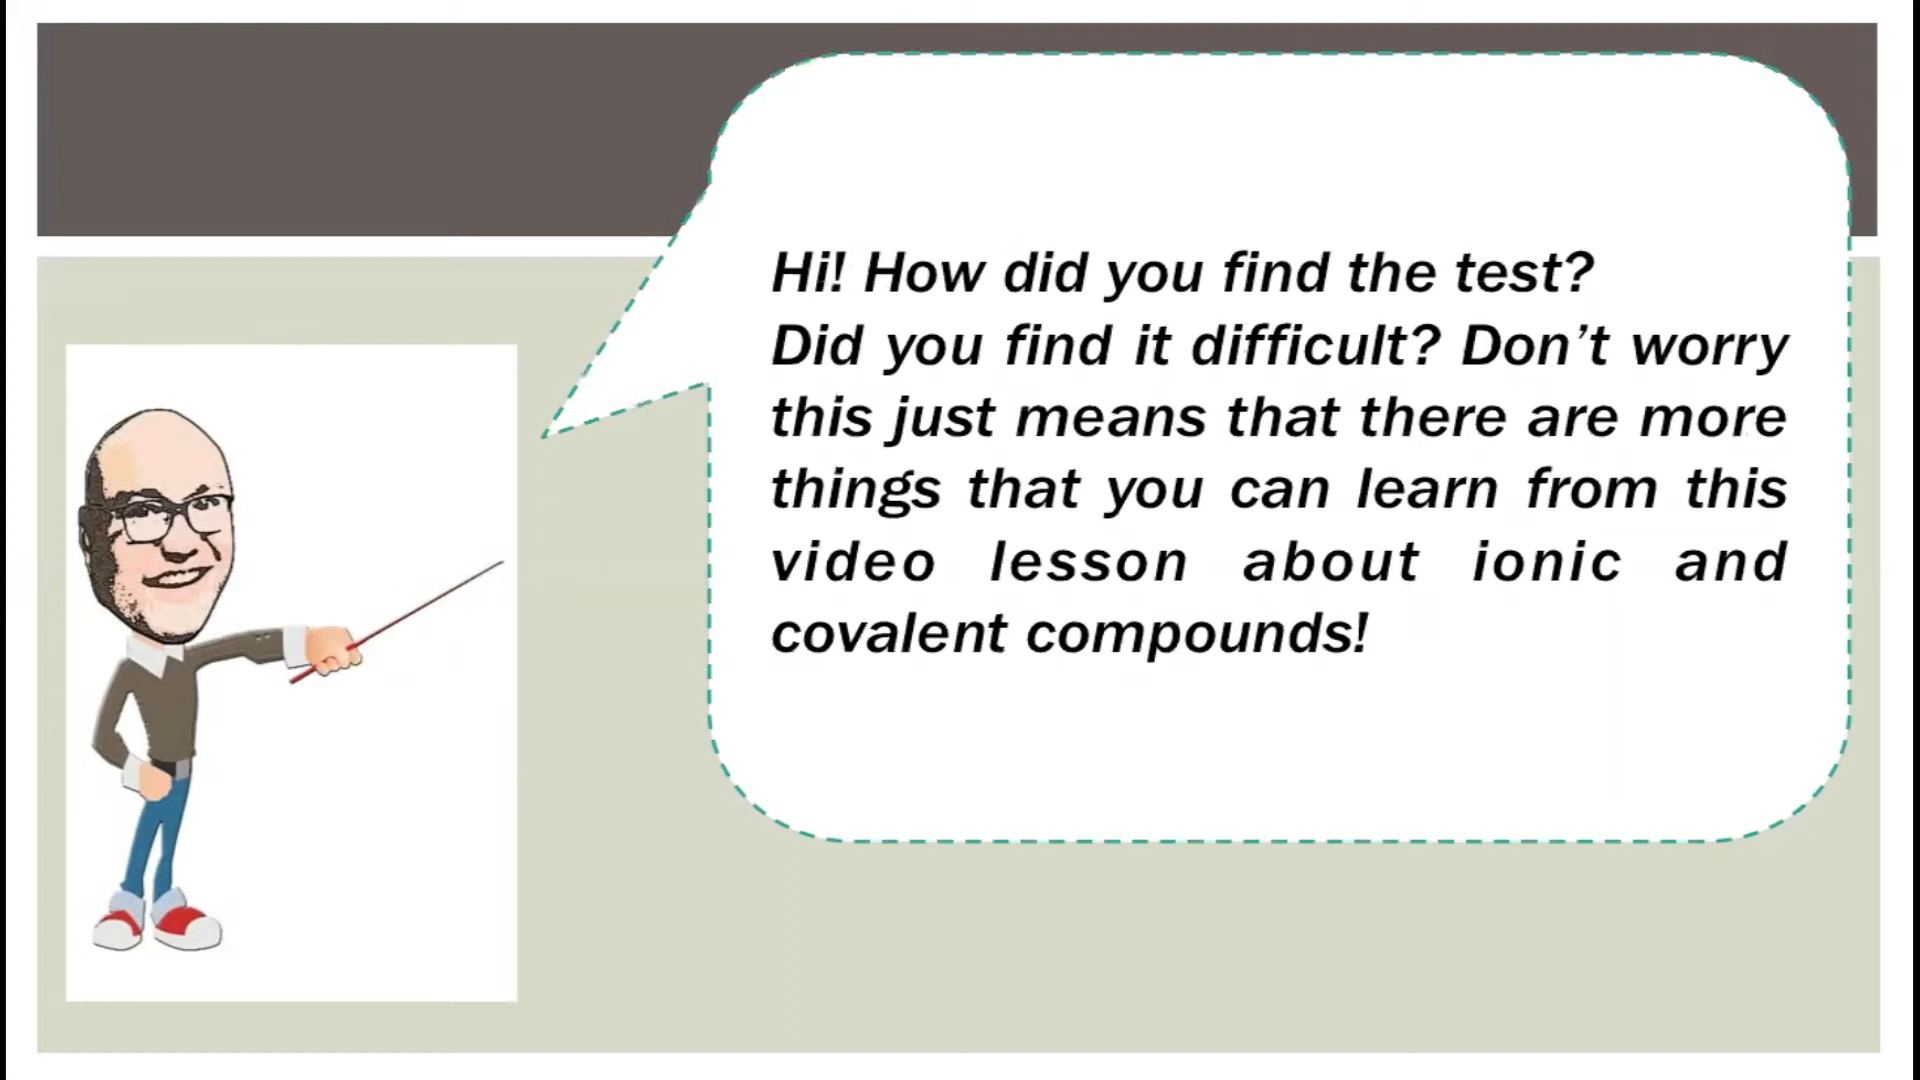 Hi! How did you find the test?
Did you find it difficult? Don’t worry
this just means that there are more
things that you can learn from this
video lesson about ionic and
covalent compounds!